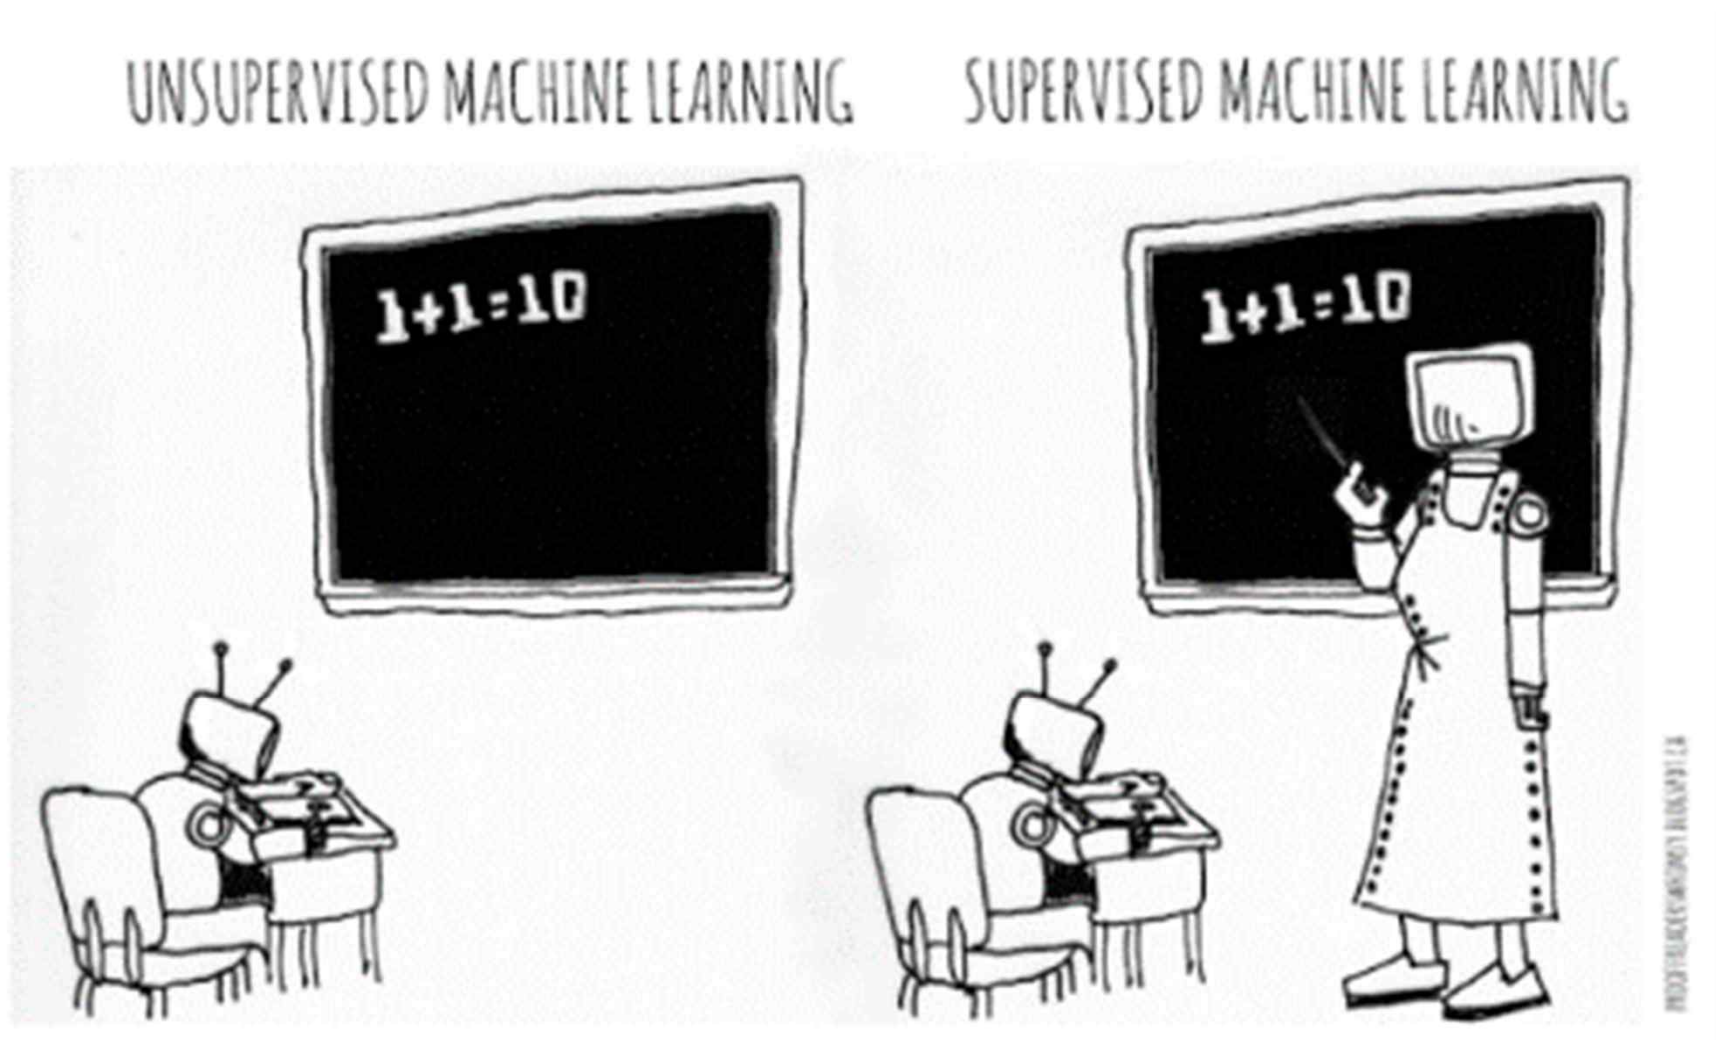 UNSUPERVISED MACHINE LEARNING
SUPERVISED MACHINE LEARNING
1+1=10
1+1=10